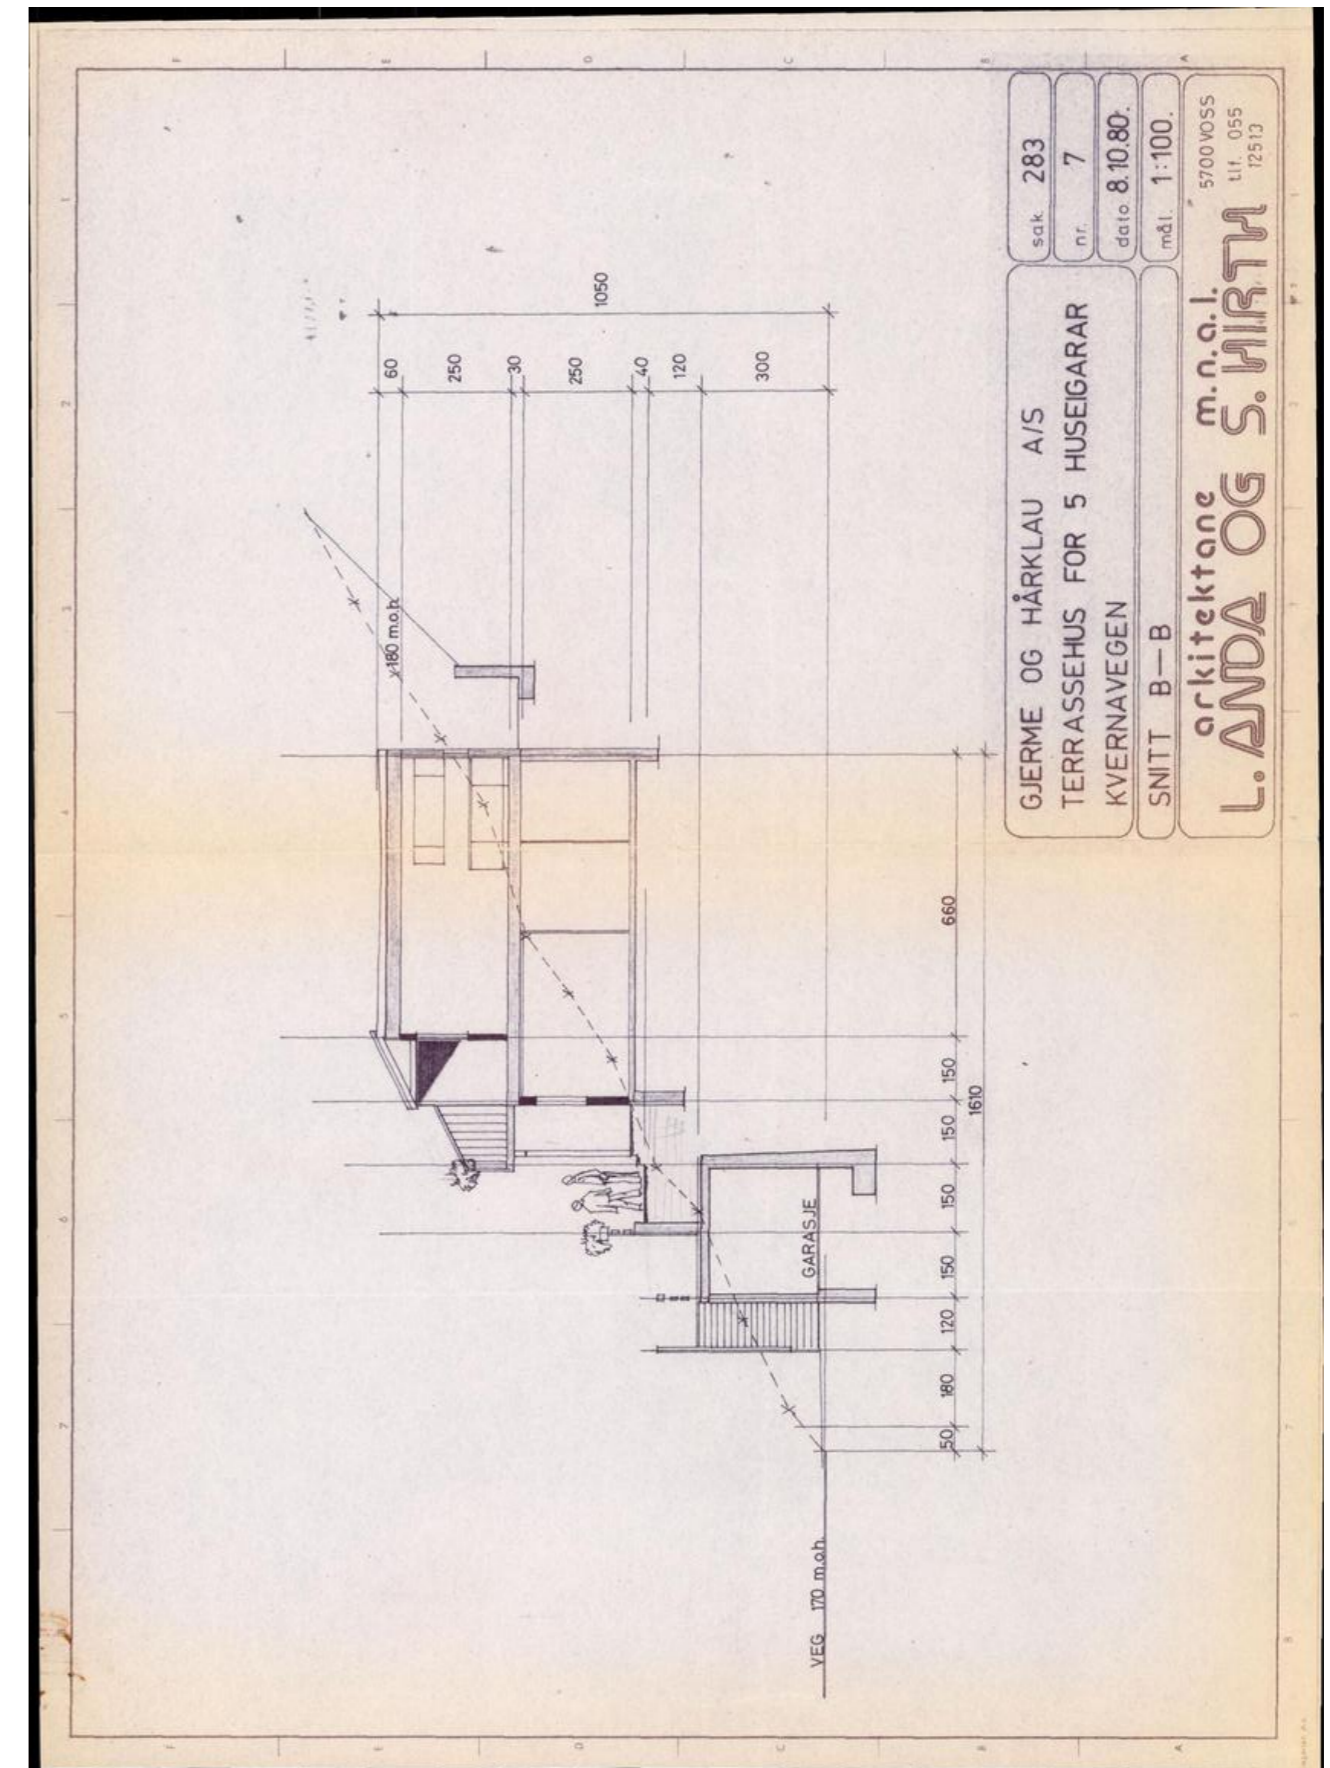 180 m.o.h.
60
250
30
250
40
120
300
1050
GARASJE
VEG 170 m.o.h.
50
180
120
150
150
150
150
660
1610
GJERME OG HÅRKLAU A/S
TERRASSEHUS FOR 5 HUSEIGARAR
KVERNAVEGEN
SNITT B—B
sak 283
nr. 7
dato 8.10.80.
mål. 1:100.
arkitektane m.n.a.l.
L. ANDA OG S. HIRTH
5700 VOSS
tlf. 055
12513